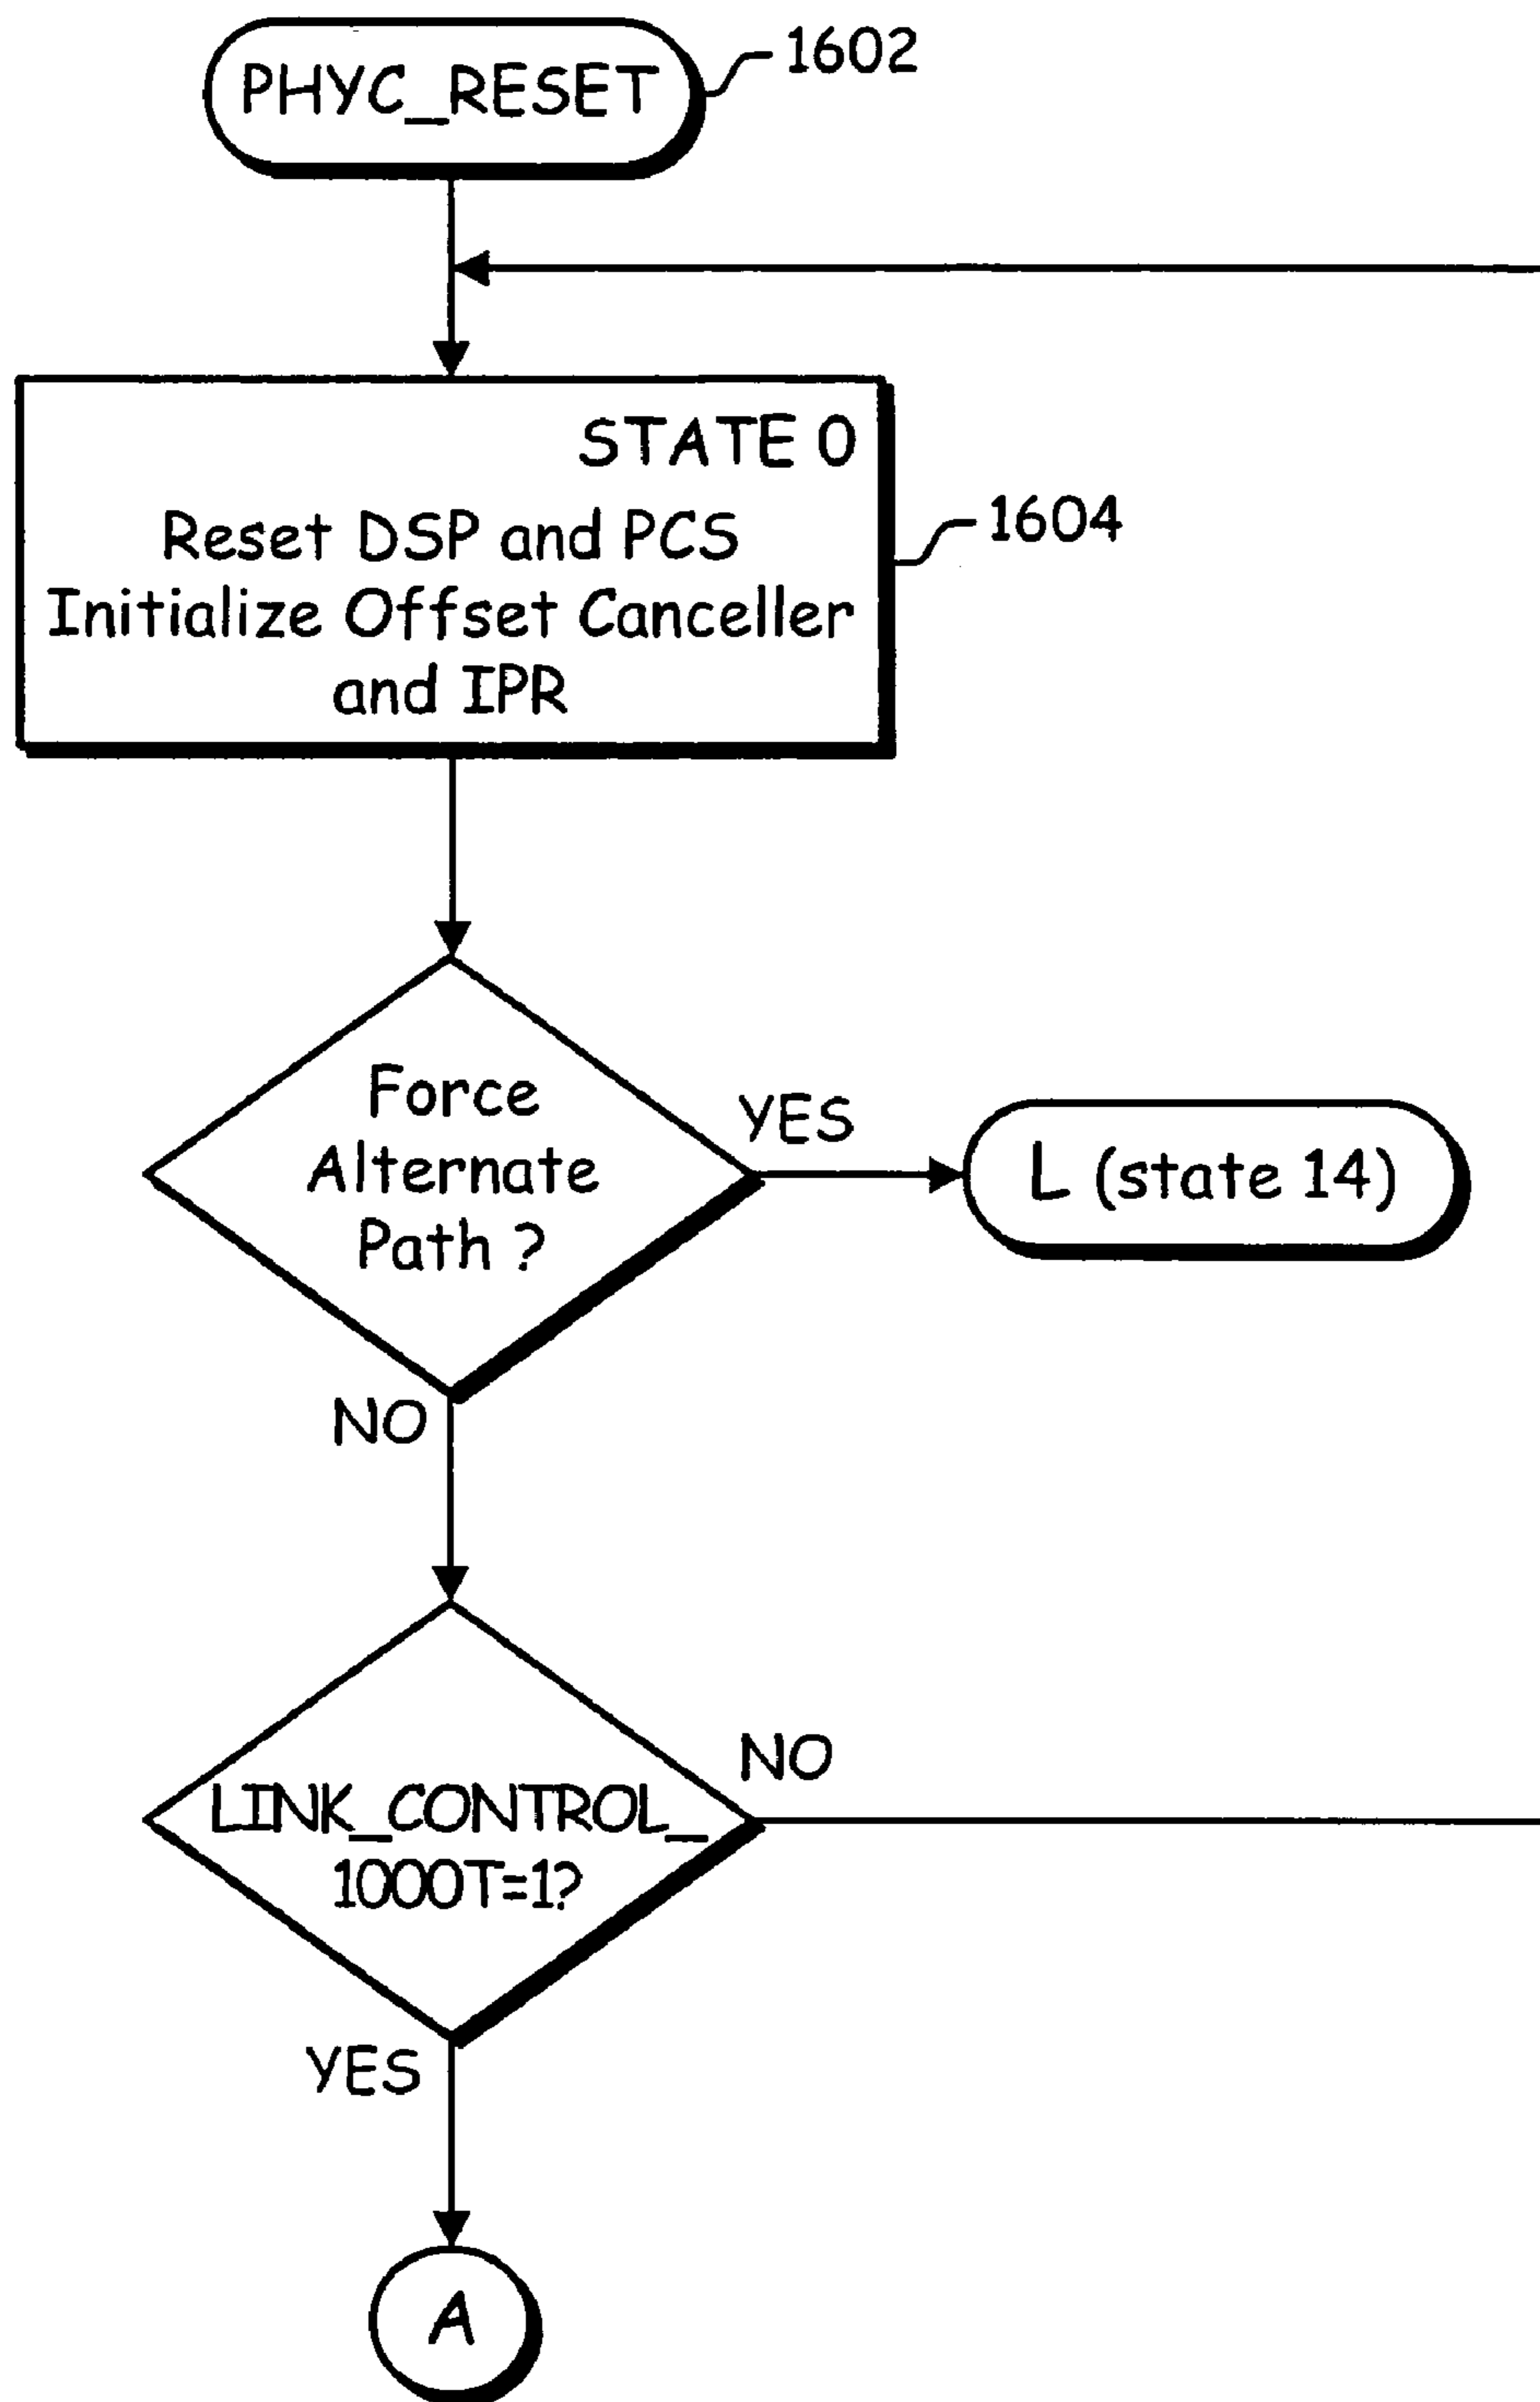 PHYC_RESET
1602
STATE 0
Reset DSP and PCS
Initialize Offset Canceller
and IPR
1604
Force
Alternate
Path ?
YES
L (state 14)
NO
LINK_CONTROL_
1000T=1?
NO
YES
A